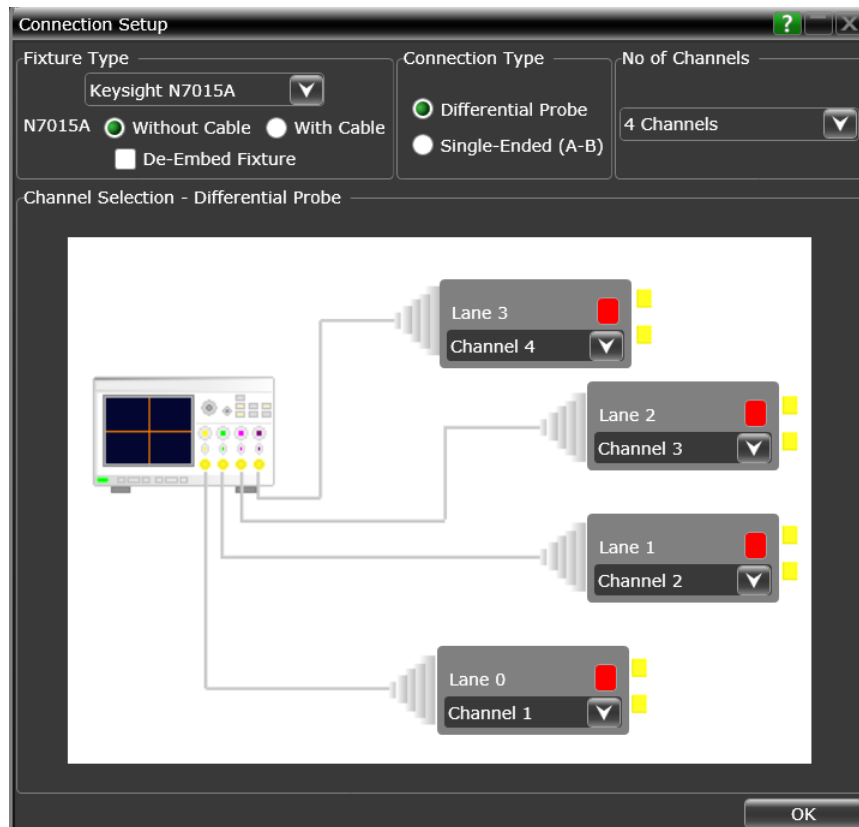 Connection Setup ?
Fixture Type Connection Type No of Channels
Keysight N7015A
N7015A Without Cable With Cable
De-Embed Fixture
Differential Probe
Single-Ended (A-B)
4 Channels
Channel Selection - Differential Probe
Lane 3
Channel 4
Lane 2
Channel 3
Lane 1
Channel 2
Lane 0
Channel 1
OK